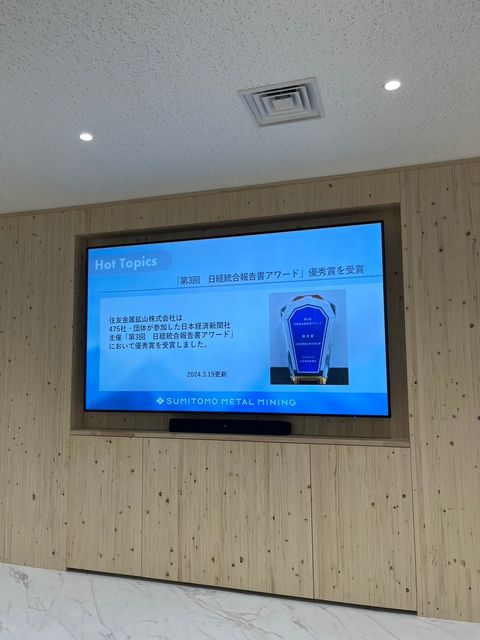 Hot Topics
「第3回　日経統合報告書アワード」優秀賞を受賞
住友金属鉱山株式会社は
475社・団体が参加した日本経済新聞社
主催「第3回　日経統合報告書アワード」
において優秀賞を受賞しました。
2024.3.19更新
SUMITOMO METAL MINING